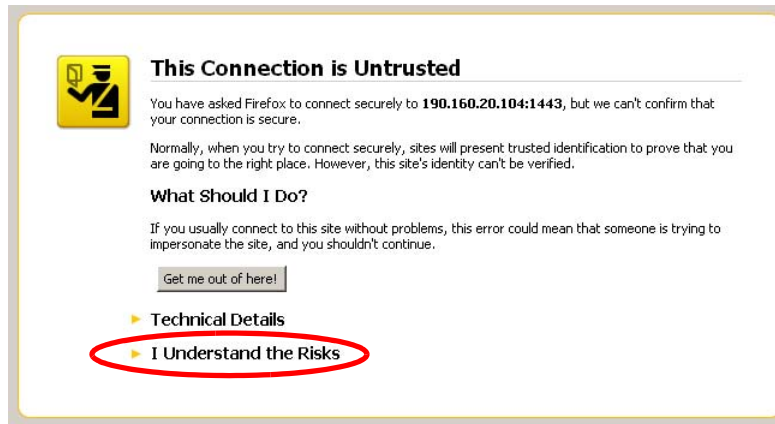 This Connection is Untrusted
You have asked Firefox to connect securely to 190.160.20.104:1443, but we can't confirm that
your connection is secure.
Normally, when you try to connect securely, sites will present trusted identification to prove that you
are going to the right place. However, this site's identity can't be verified.
What Should I Do?
If you usually connect to this site without problems, this error could mean that someone is trying to
impersonate the site, and you shouldn't continue.
Get me out of here!
Technical Details
I Understand the Risks